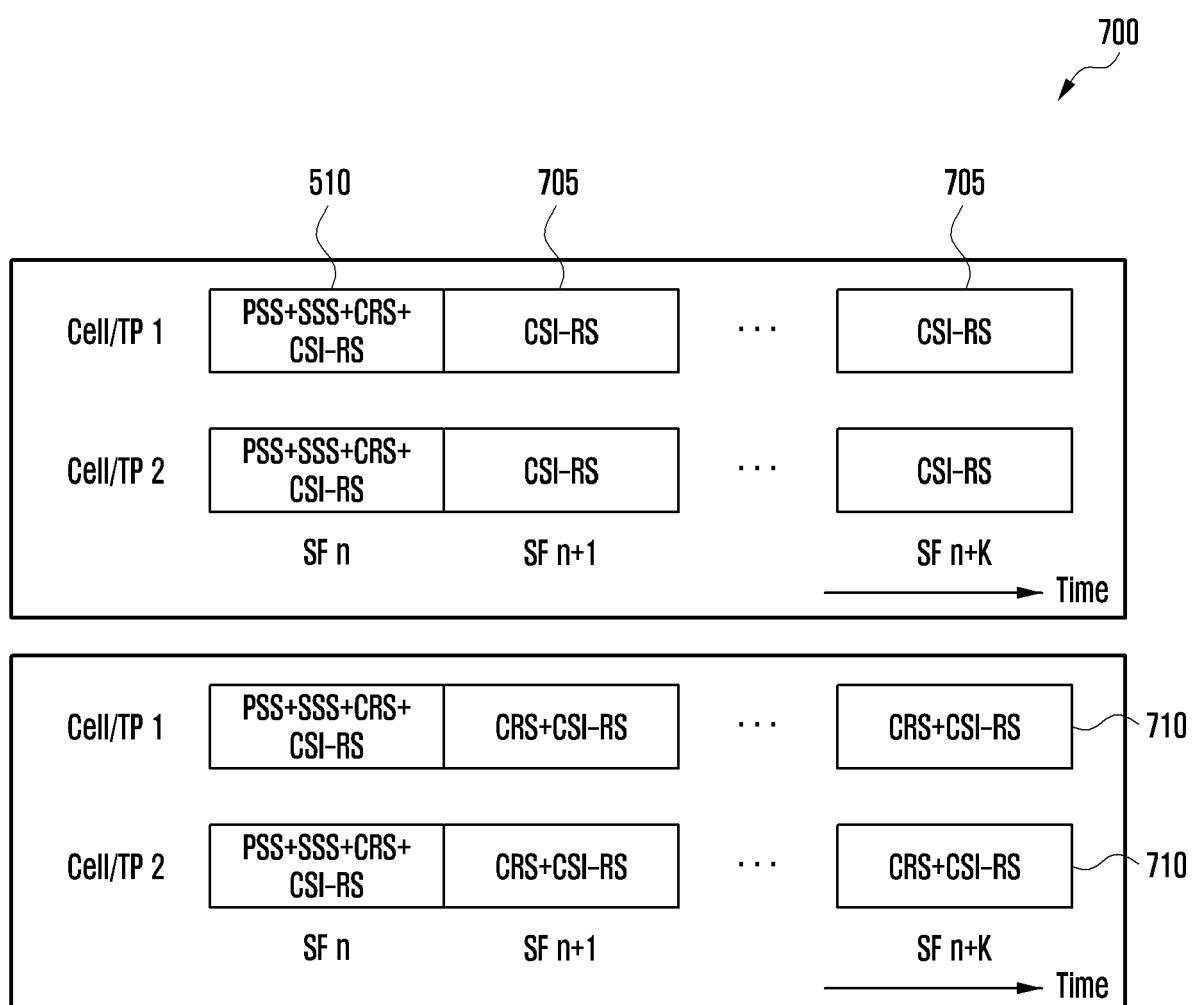 700
510 705 705
Cell/TP 1 PSS+SSS+CRS+ CSI-RS CSI-RS ... CSI-RS
Cell/TP 2 PSS+SSS+CRS+ CSI-RS CSI-RS ... CSI-RS
SF n SF n+1 SF n+K
Time
Cell/TP 1 PSS+SSS+CRS+ CSI-RS CRS+CSI-RS ... CRS+CSI-RS 710
Cell/TP 2 PSS+SSS+CRS+ CSI-RS CRS+CSI-RS ... CRS+CSI-RS 710
SF n SF n+1 SF n+K
Time